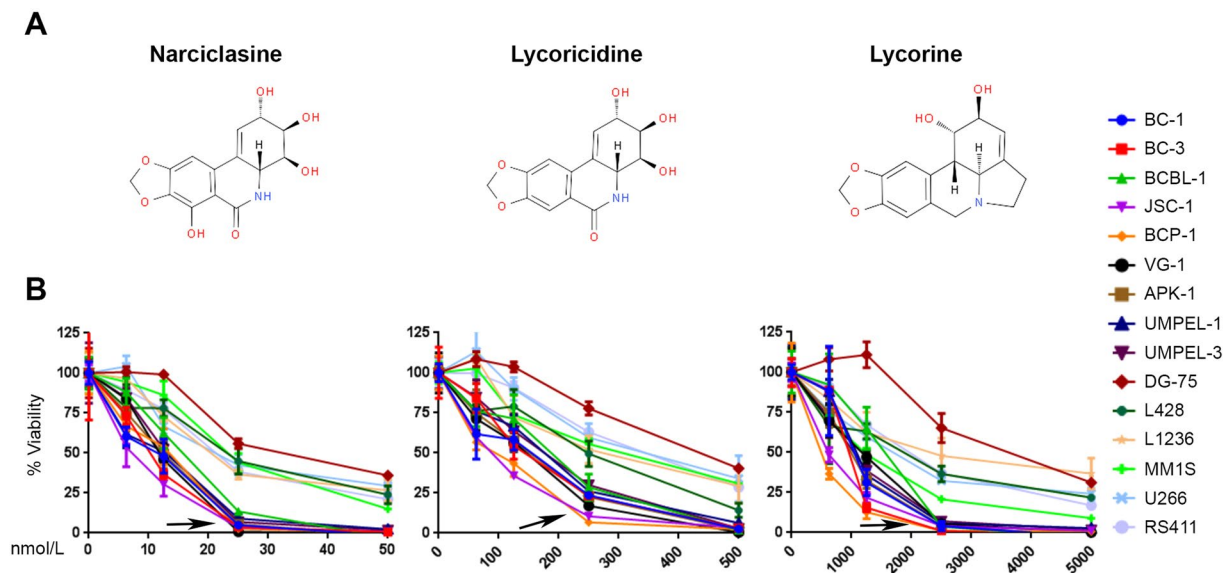 A
Narciclasine
Lycoricidine
Lycorine
OH
OH
OH
O
O
NH
OH
O
OH
OH
OH
O
O
NH
O
OH
HO
O
O
N
H
H
H
H
BC-1
BC-3
BCBL-1
JSC-1
BCP-1
VG-1
APK-1
UMPEL-1
UMPEL-3
DG-75
L428
L1236
MM1S
U266
RS411
B
% Viability
125
100
75
50
25
0
nmol/L
0 10 20 30 40 50
125
100
75
50
25
0
0 100 200 300 400 500
125
100
75
50
25
0
0 1000 2000 3000 4000 5000